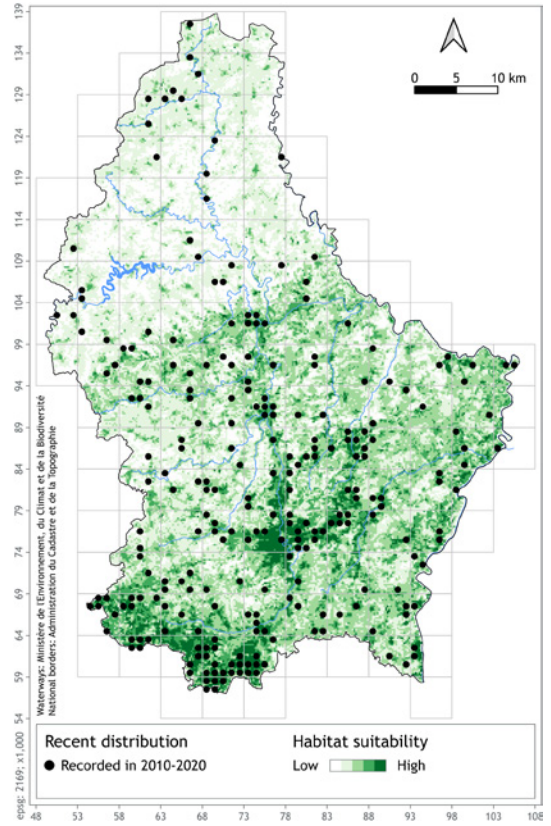 139
134
129
124
119
114
109
104
99
94
89
84
79
74
69
64
59
54
0 5 10 km
Waterways: Ministère de l'Environnement, du Climat et de la Biodiversité
National borders: Administration du Cadastre et de la Topographie
epsg: 2169; x1,000
Recent distribution
Recorded in 2010-2020
Habitat suitability
Low High
48 53 58 63 68 73 78 83 88 93 98 103 108